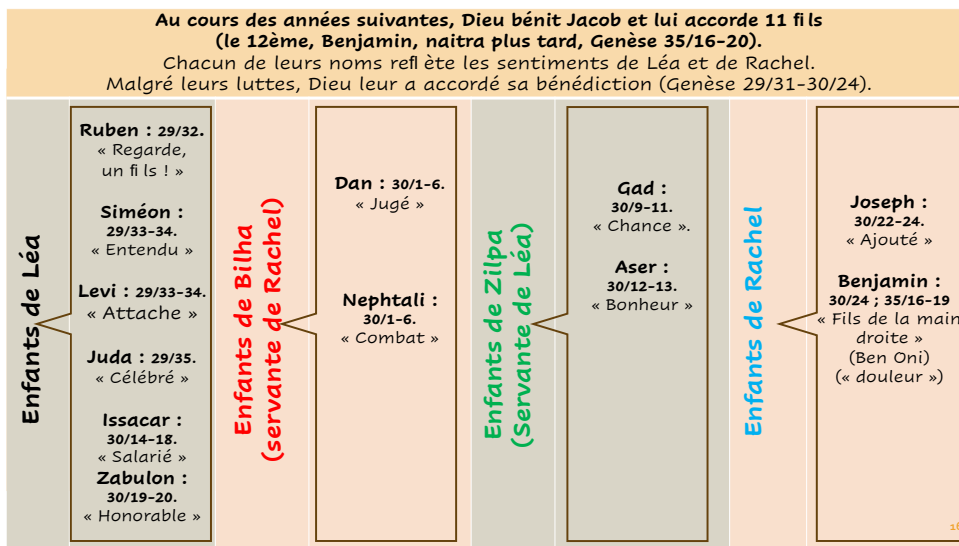 Au cours des années suivantes, Dieu bénit Jacob et lui accorde 11 fils
(le 12ème, Benjamin, naitra plus tard, Genèse 35/16-20).
Chacun de leurs noms reflète les sentiments de Léa et de Rachel.
Malgré leurs luttes, Dieu leur a accordé sa bénédiction (Genèse 29/31-30/24).
Enfants de Léa
Ruben : 29/32.
« Regarde,
un fils ! »
Siméon :
29/33-34.
« Entendu »
Levi : 29/33-34.
« Attache »
Juda : 29/35.
« Célébré »
Issacar :
30/14-18.
« Salarié »
Zabulon :
30/19-20.
« Honorable »
Enfants de Bilha
(servante de Rachel)
Dan : 30/1-6.
« Jugé »
Nephtali :
30/1-6.
« Combat »
Enfants de Zilpa
(Servante de Léa)
Gad :
30/9-11.
« Chance ».
Aser :
30/12-13.
« Bonheur »
Enfants de Rachel
Joseph :
30/22-24.
« Ajouté »
Benjamin :
30/24 ; 35/16-19
« Fils de la main
droite »
(Ben Oni)
(« douleur »)